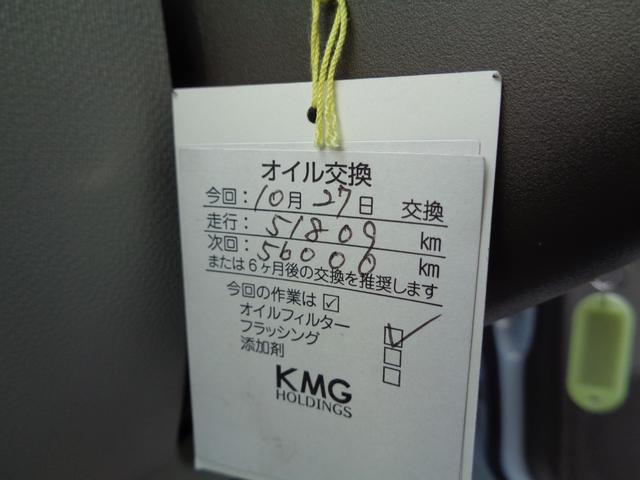 オイル交換
今回：10月27日 交換
走行：51809 km
次回：56000 km
または6ヶ月後の交換を推奨します
今回の作業は☑
オイルフィルター ☑
フラッシング □
添加剤 □
KMG
HOLDINGS